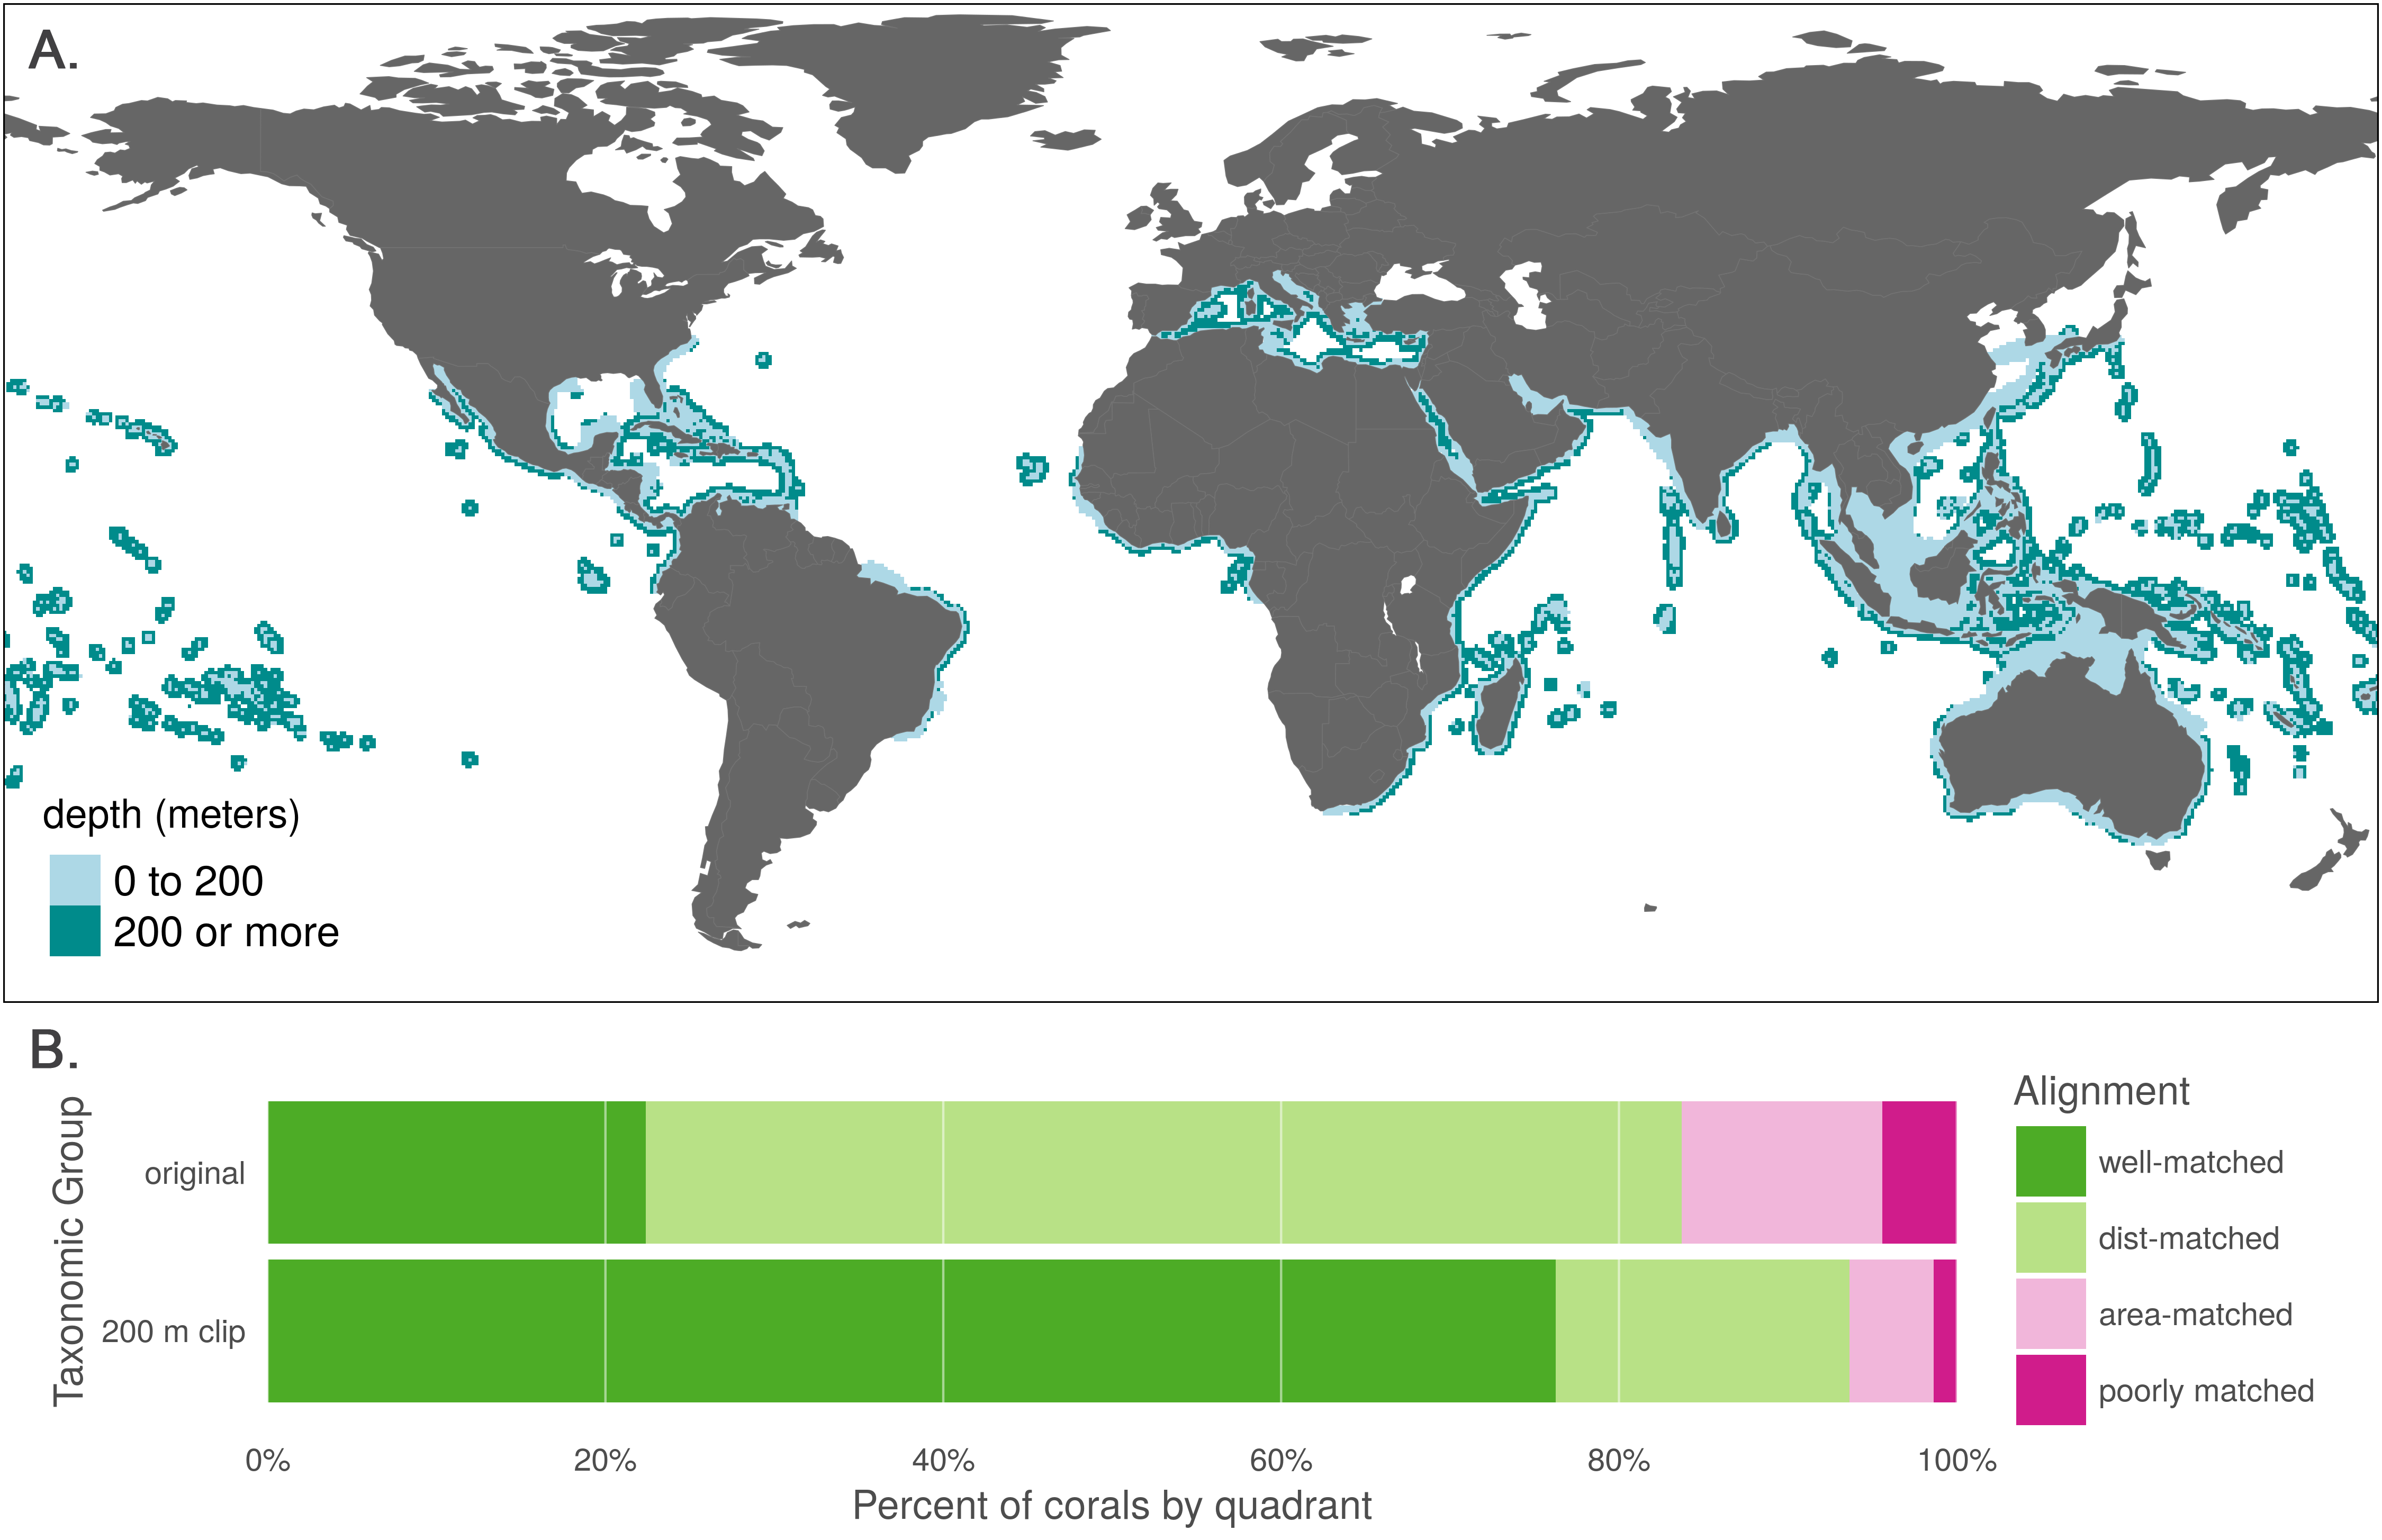 A.
depth (meters)
0 to 200
200 or more
B.
Taxonomic Group
original
200 m clip
0%
20%
40%
60%
80%
100%
Percent of corals by quadrant
Alignment
well-matched
dist-matched
area-matched
poorly matched